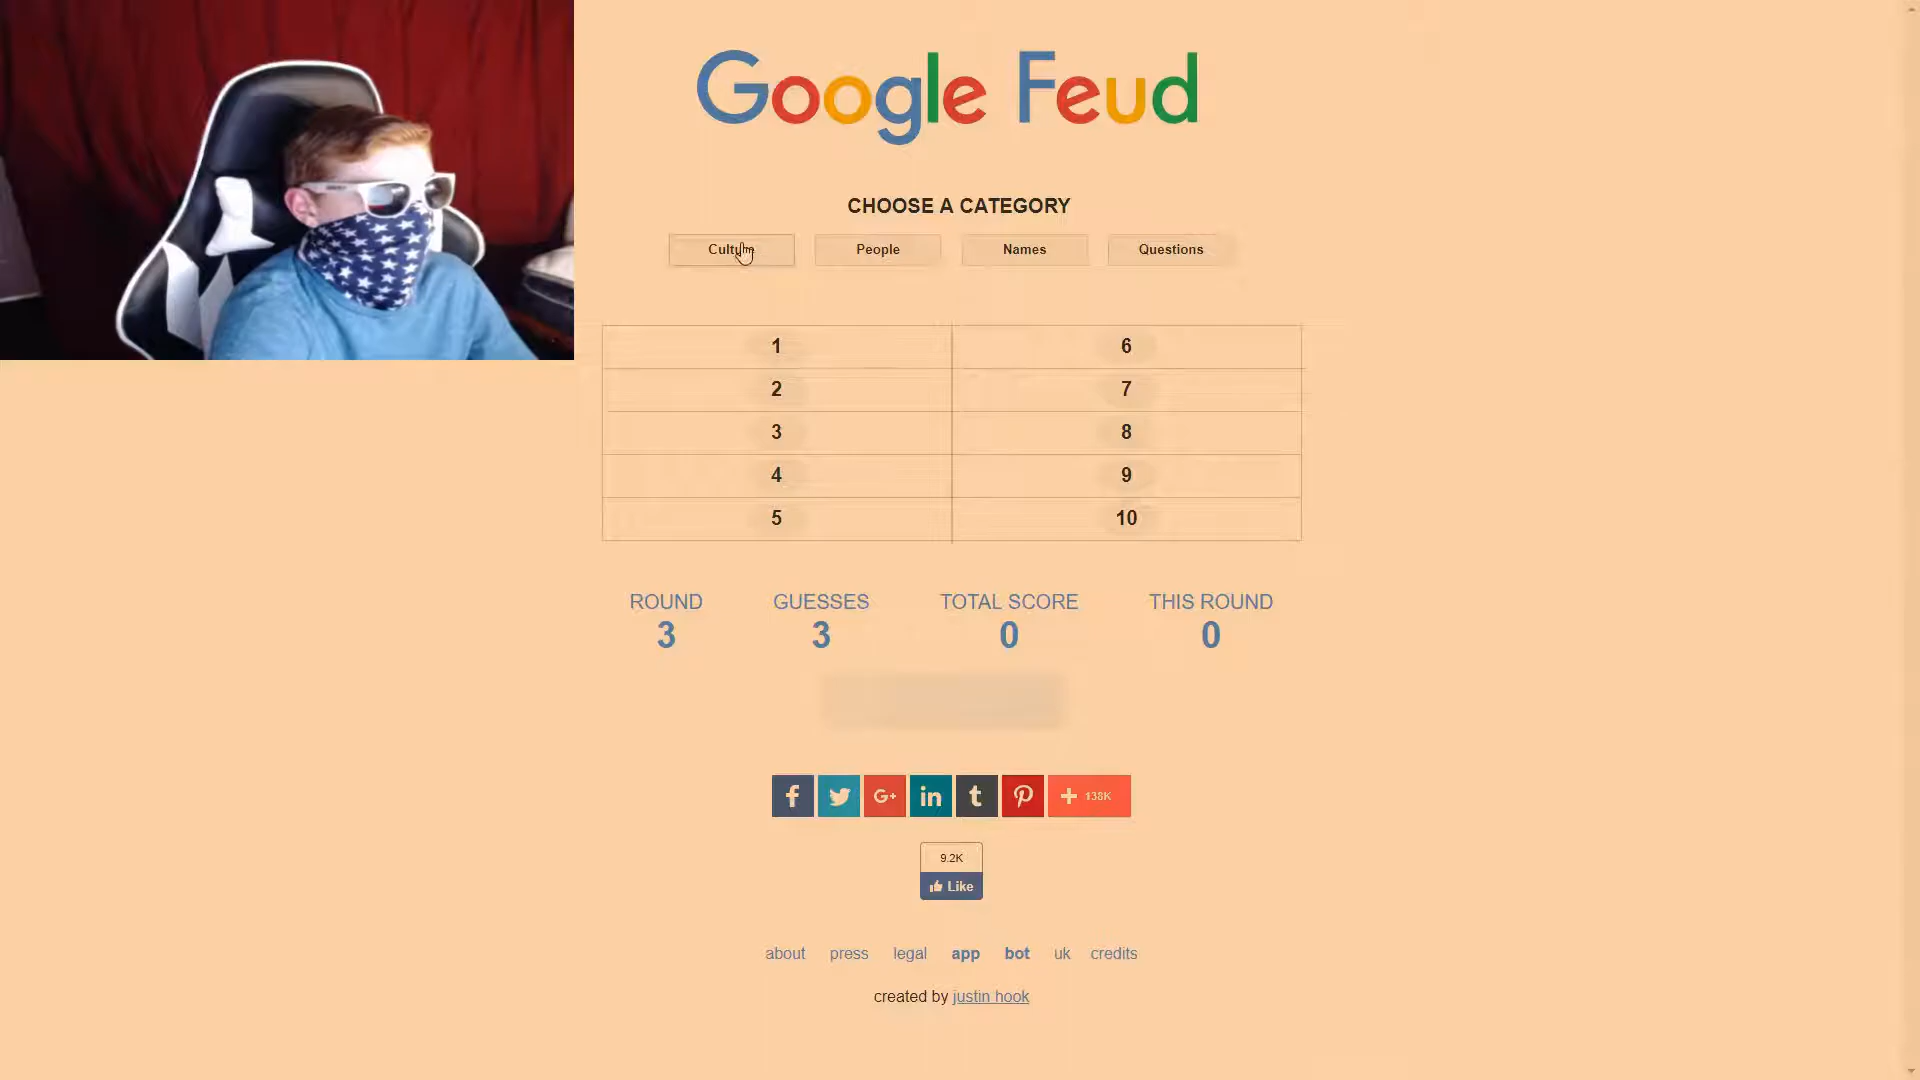 Google Feud
CHOOSE A CATEGORY
Culture People Names Questions
1 6
2 7
3 8
4 9
5 10
ROUND GUESSES TOTAL SCORE THIS ROUND
3 3 0 0
f G+ in t + 138K
9.2K
Like
about press legal app bot uk credits
created by justin hook